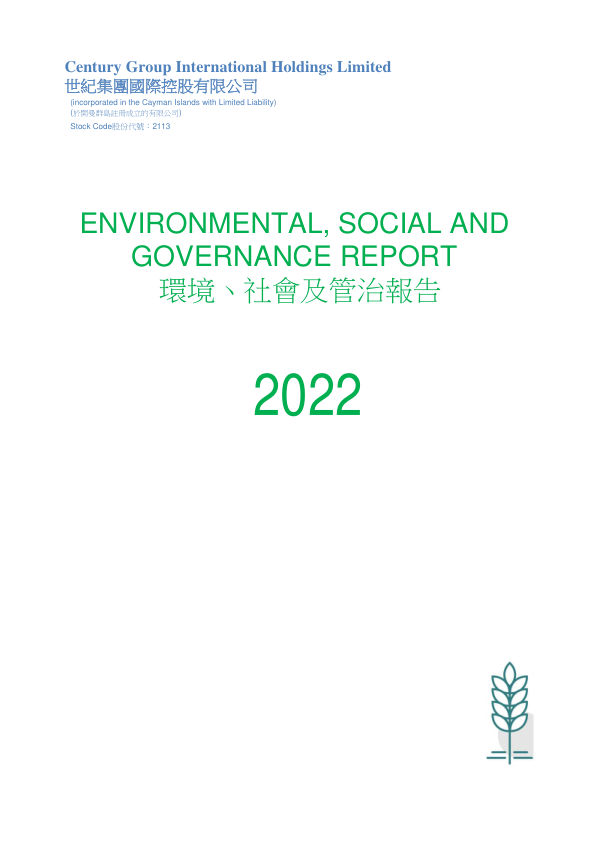 Century Group International Holdings Limited
世紀集團國際控股有限公司
(incorporated in the Cayman Islands with Limited Liability)
(於開曼群島註冊成立的有限公司)
Stock Code股份代號：2113
ENVIRONMENTAL, SOCIAL AND
GOVERNANCE REPORT
環境、社會及管治報告
2022